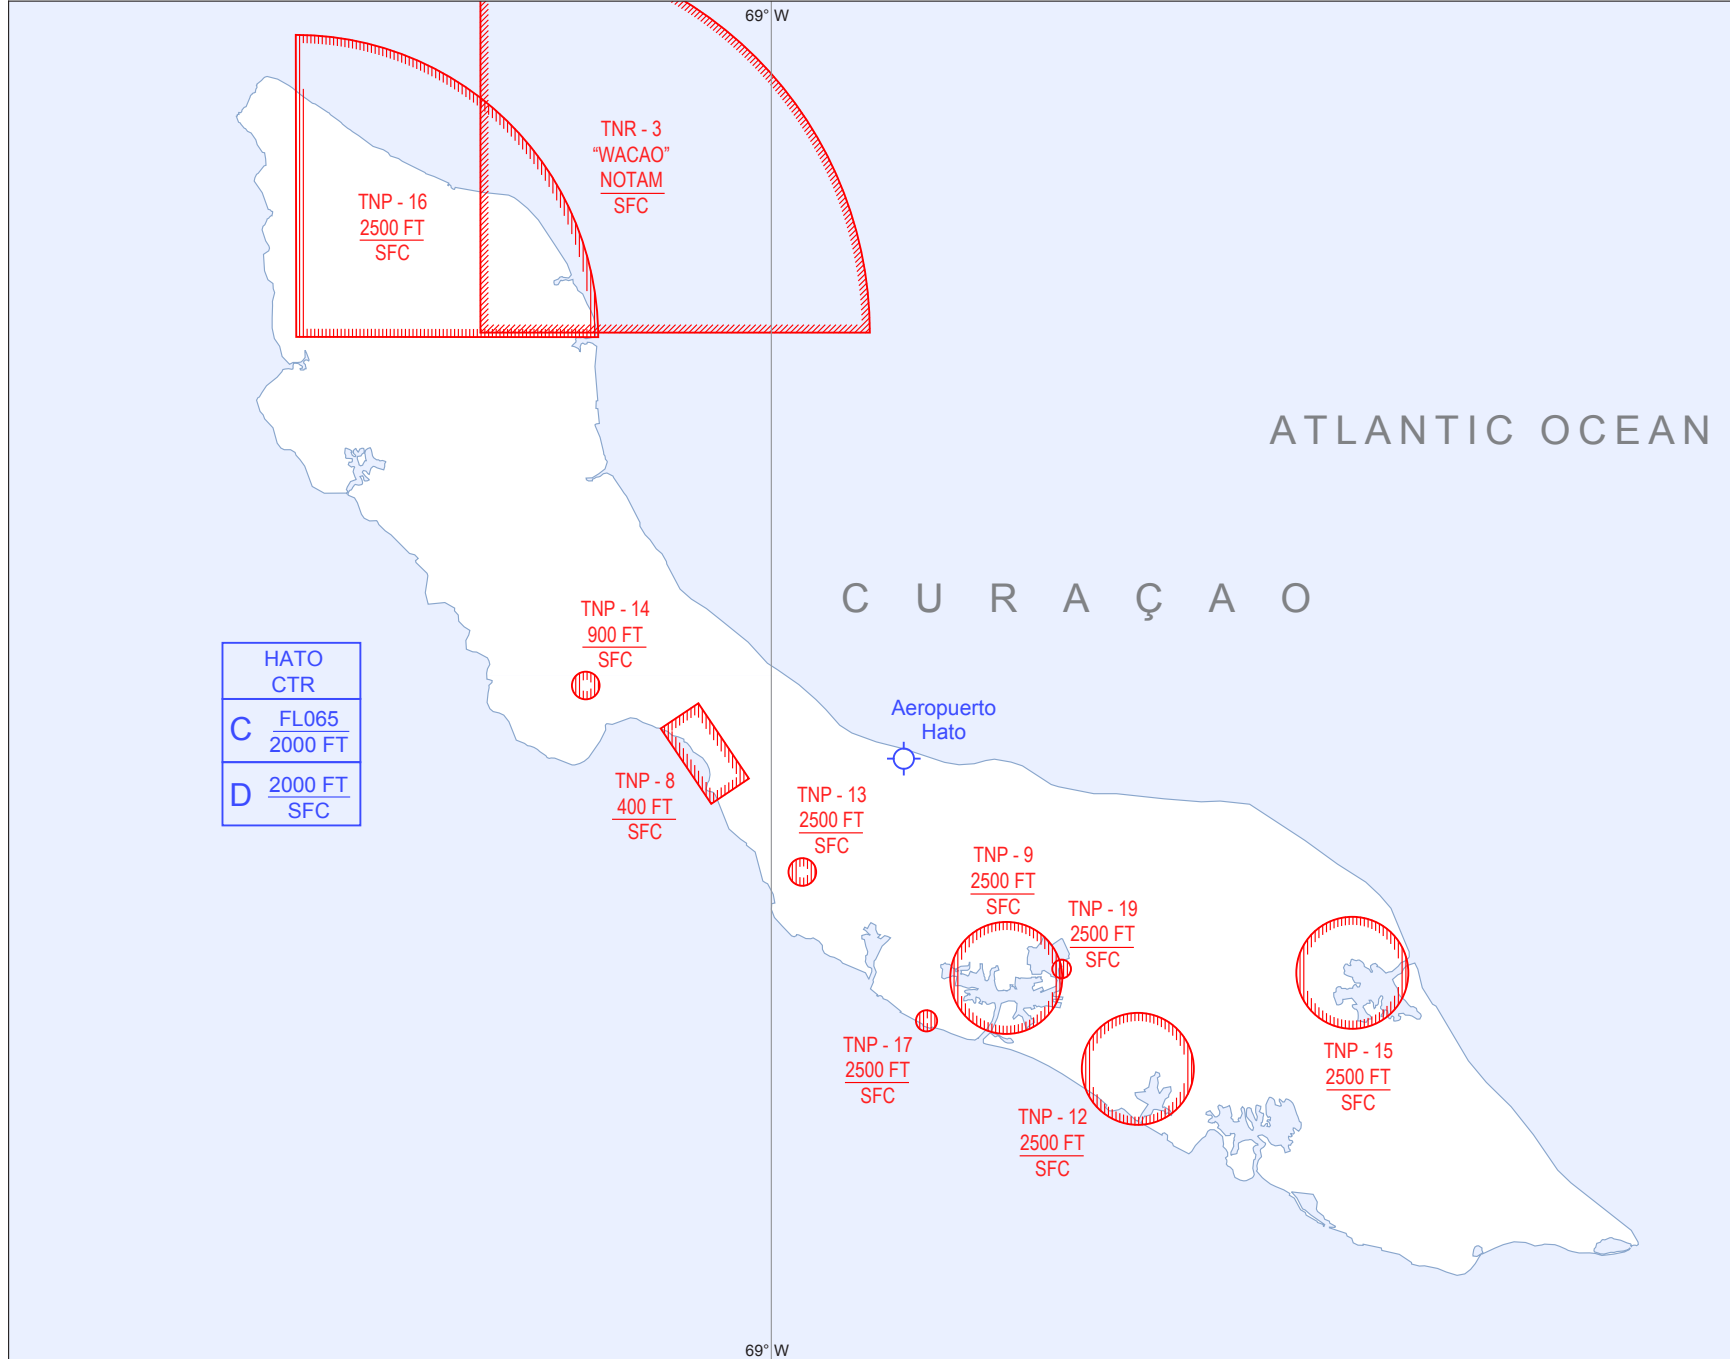 69° W
TNR - 3
“WACAO”
NOTAM
SFC
TNP - 16
2500 FT
SFC
ATLANTIC OCEAN
CURAÇAO
TNP - 14
900 FT
SFC
HATO
CTR
C FL065
2000 FT
D 2000 FT
SFC
Aeropuerto
Hato
TNP - 8
400 FT
SFC
TNP - 13
2500 FT
SFC
TNP - 9
2500 FT
SFC
TNP - 19
2500 FT
SFC
TNP - 17
2500 FT
SFC
TNP - 15
2500 FT
SFC
TNP - 12
2500 FT
SFC
69° W